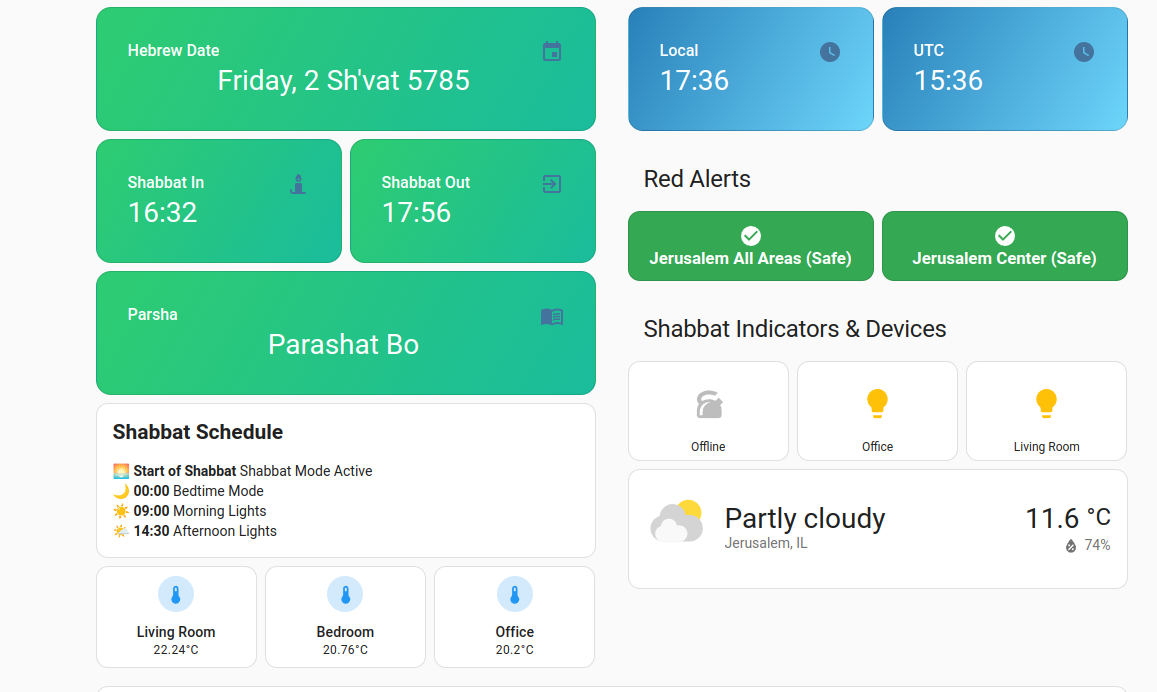 Hebrew Date
Friday, 2 Sh'vat 5785
Shabbat In
16:32
Shabbat Out
17:56
Parsha
Parashat Bo
Shabbat Schedule
🌅 Start of Shabbat Shabbat Mode Active
🌙 00:00 Bedtime Mode
☀️ 09:00 Morning Lights
🌤️ 14:30 Afternoon Lights
Living Room
22.24°C
Bedroom
20.76°C
Office
20.2°C
Local
17:36
UTC
15:36
Red Alerts
Jerusalem All Areas (Safe)
Jerusalem Center (Safe)
Shabbat Indicators & Devices
Offline
Office
Living Room
Partly cloudy
Jerusalem, IL
11.6 °C
74%